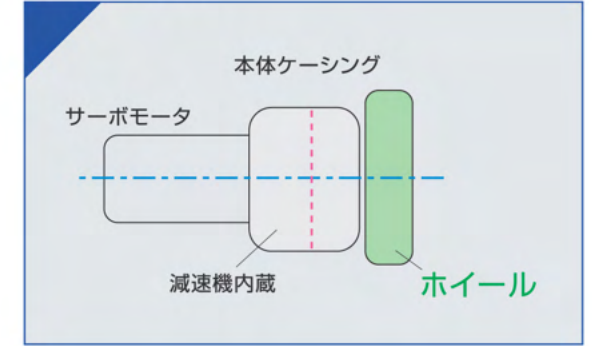 本体ケーシング
サーボモータ
減速機内蔵
ホイール